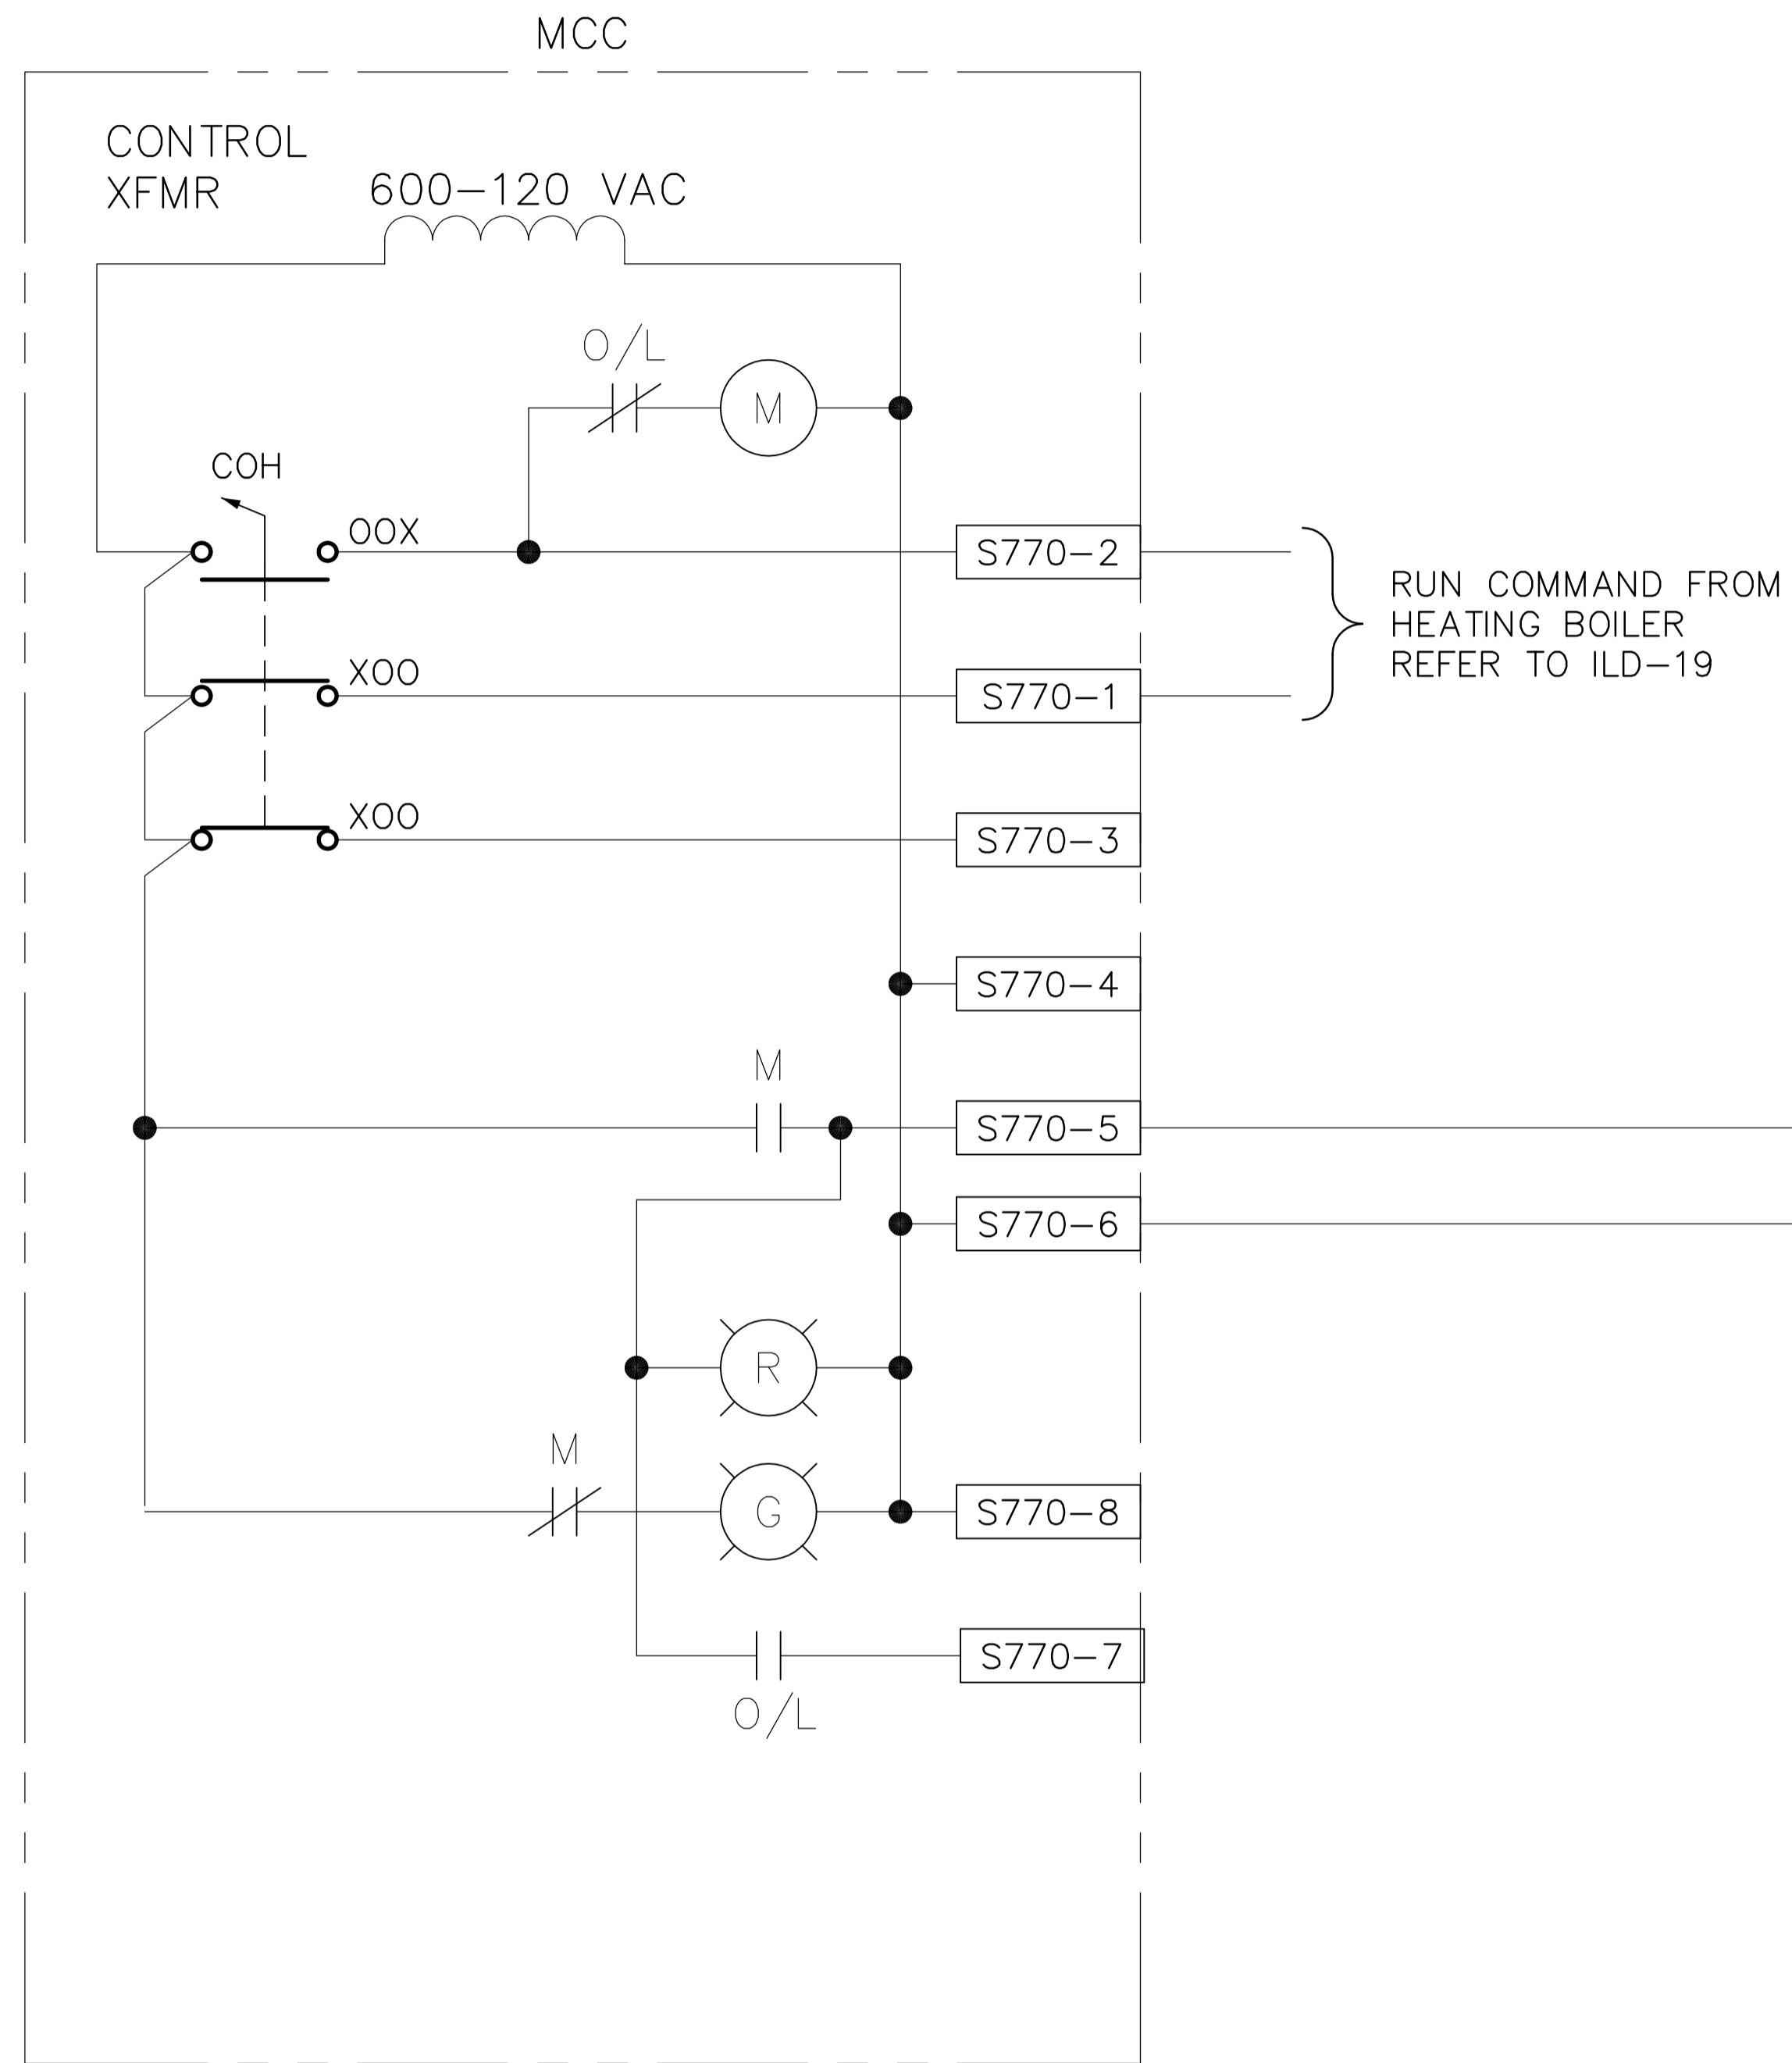 MCC
CONTROL
XFMR
600-120 VAC
O/L
M
COH
OOX
S770-2
RUN COMMAND FROM
HEATING BOILER
REFER TO ILD-19
XOO
S770-1
XOO
S770-3
S770-4
M
S770-5
S770-6
R
M
G
S770-8
S770-7
O/L